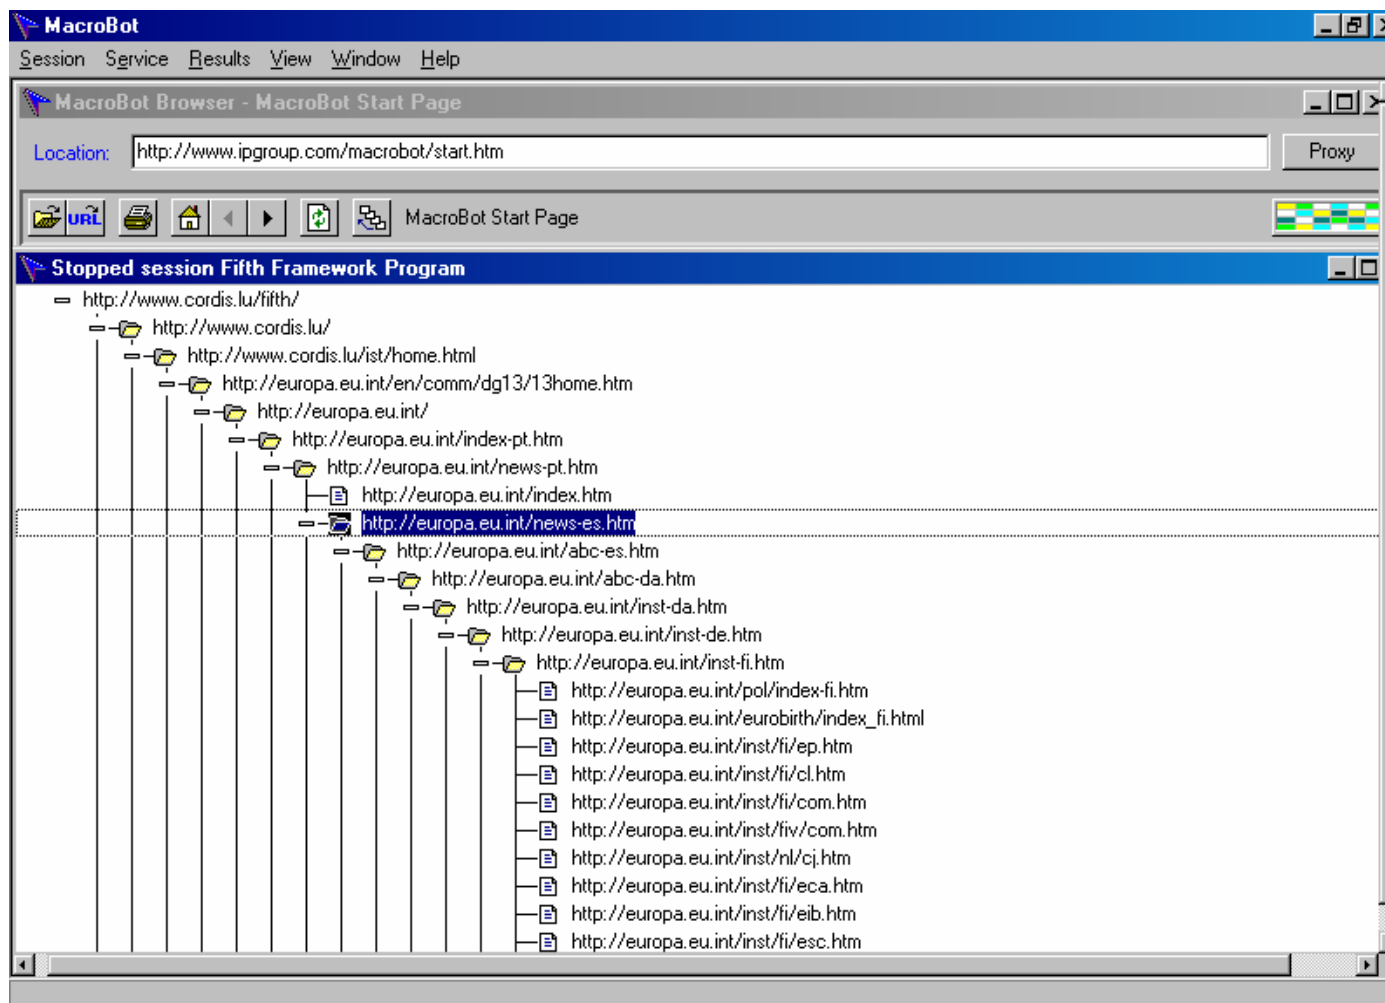 MacroBot
Session Service Results View Window Help
MacroBot Browser - MacroBot Start Page
Location: http://www.ipgroup.com/macrobot/start.htm Proxy
URL MacroBot Start Page
Stopped session Fifth Framework Program
http://www.cordis.lu/fifth/
http://www.cordis.lu/
http://www.cordis.lu/ist/home.html
http://europa.eu.int/en/comm/dg13/13home.htm
http://europa.eu.int/
http://europa.eu.int/index-pt.htm
http://europa.eu.int/news-pt.htm
http://europa.eu.int/index.htm
http://europa.eu.int/news-es.htm
http://europa.eu.int/abc-es.htm
http://europa.eu.int/abc-da.htm
http://europa.eu.int/inst-da.htm
http://europa.eu.int/inst-de.htm
http://europa.eu.int/inst-fi.htm
http://europa.eu.int/pol/index-fi.htm
http://europa.eu.int/eurobirth/index_fi.html
http://europa.eu.int/inst/fi/ep.htm
http://europa.eu.int/inst/fi/cl.htm
http://europa.eu.int/inst/fi/com.htm
http://europa.eu.int/inst/fiv/com.htm
http://europa.eu.int/inst/nl/cj.htm
http://europa.eu.int/inst/fi/eca.htm
http://europa.eu.int/inst/fi/eib.htm
http://europa.eu.int/inst/fi/esc.htm